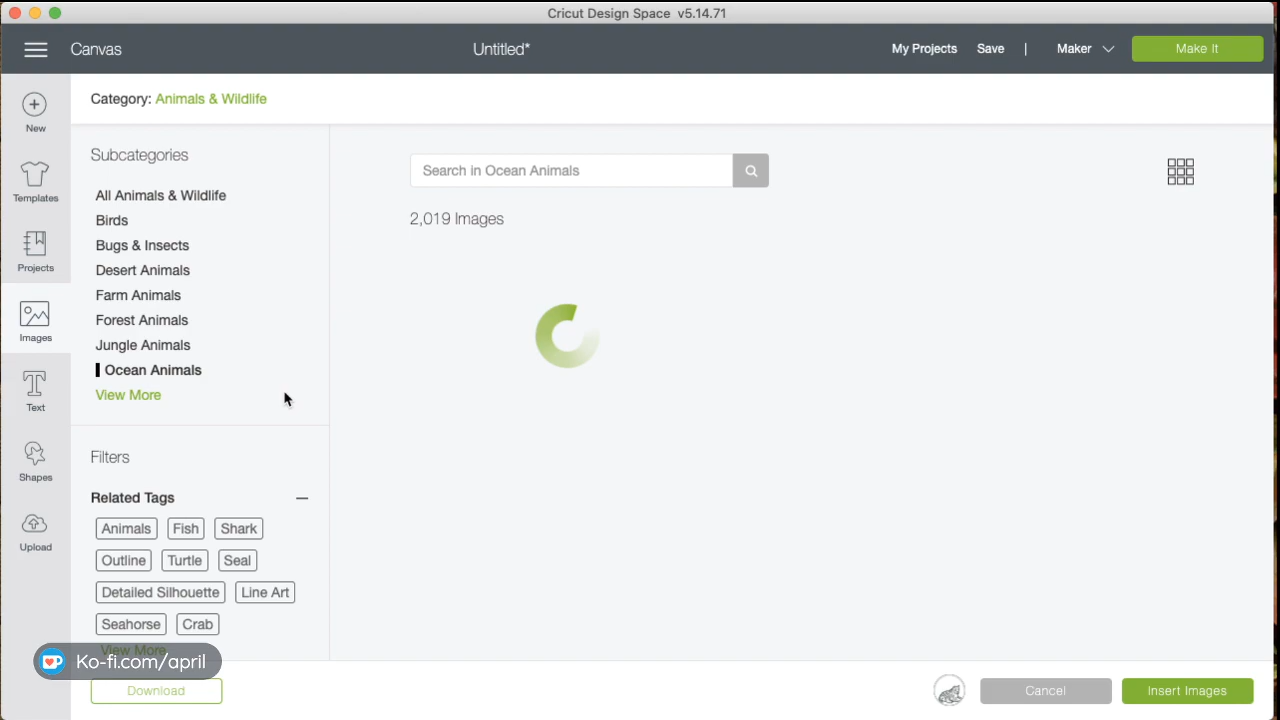 Cricut Design Space v5.14.71
Canvas
Untitled*
My Projects
Save
|
Maker
Make It
New
Templates
Projects
Images
Text
Shapes
Upload
Category: Animals & Wildlife
Subcategories
All Animals & Wildlife
Birds
Bugs & Insects
Desert Animals
Farm Animals
Forest Animals
Jungle Animals
Ocean Animals
View More
Filters
Related Tags
Animals Fish Shark
Outline Turtle Seal
Detailed Silhouette Line Art
Seahorse Crab
View More
Ko-fi.com/april
Download
Search in Ocean Animals
2,019 Images
Cancel
Insert Images